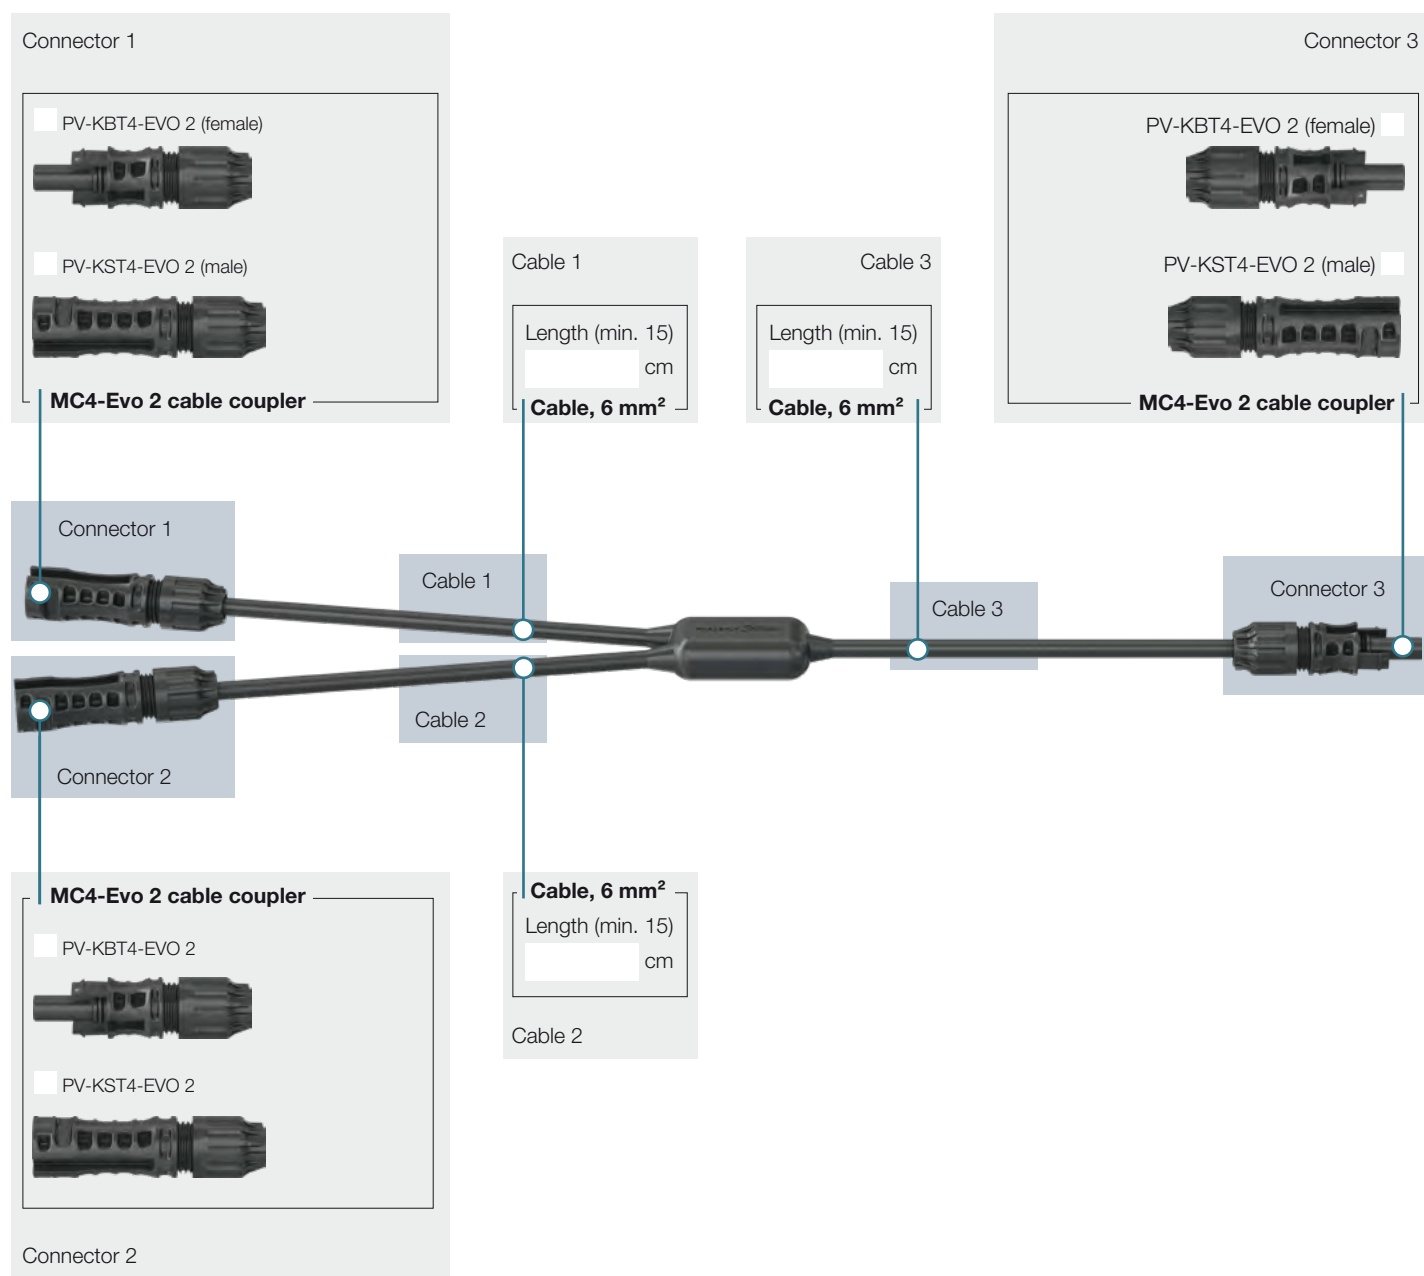 Connector 1
PV-KBT4-EVO 2 (female)
PV-KST4-EVO 2 (male)
MC4-Evo 2 cable coupler
Cable 1
Length (min. 15)
cm
Cable, 6 mm²
Cable 3
Length (min. 15)
cm
Cable, 6 mm²
Connector 3
PV-KBT4-EVO 2 (female)
PV-KST4-EVO 2 (male)
MC4-Evo 2 cable coupler
Connector 1
Cable 1
Cable 3
Connector 3
Cable 2
Connector 2
MC4-Evo 2 cable coupler
PV-KBT4-EVO 2
PV-KST4-EVO 2
Connector 2
Cable, 6 mm²
Length (min. 15)
cm
Cable 2